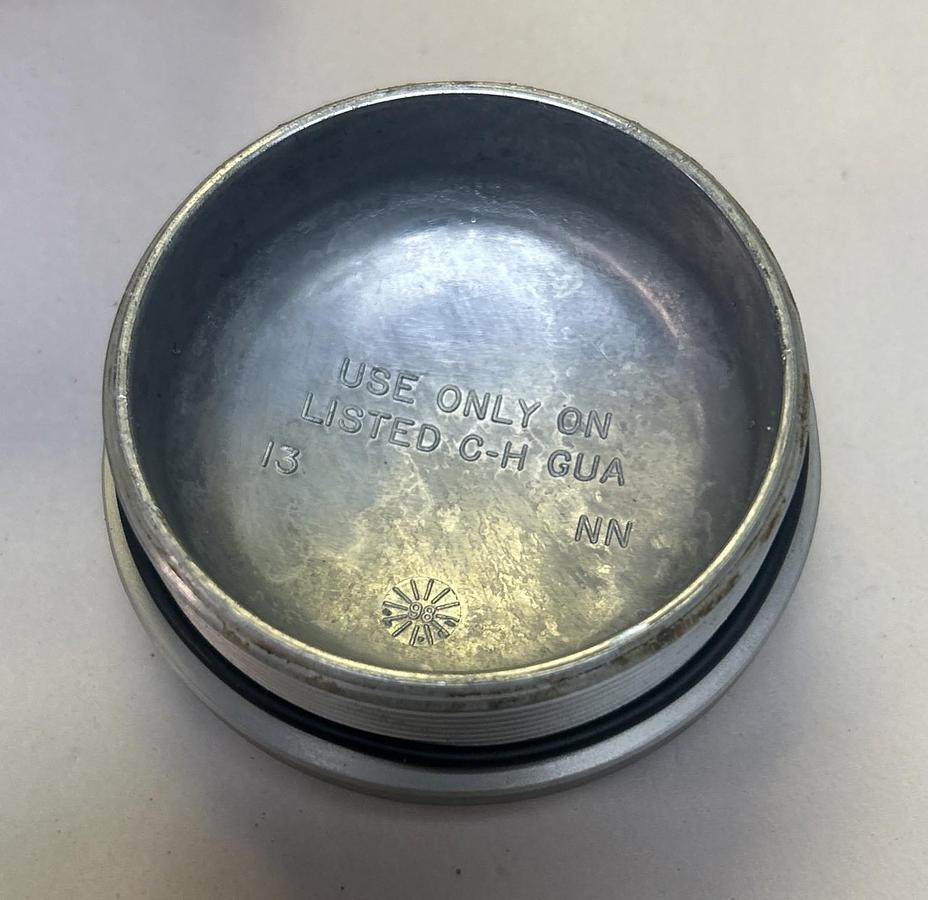 USE ONLY ON
LISTED C-H GUA
13
NN
98